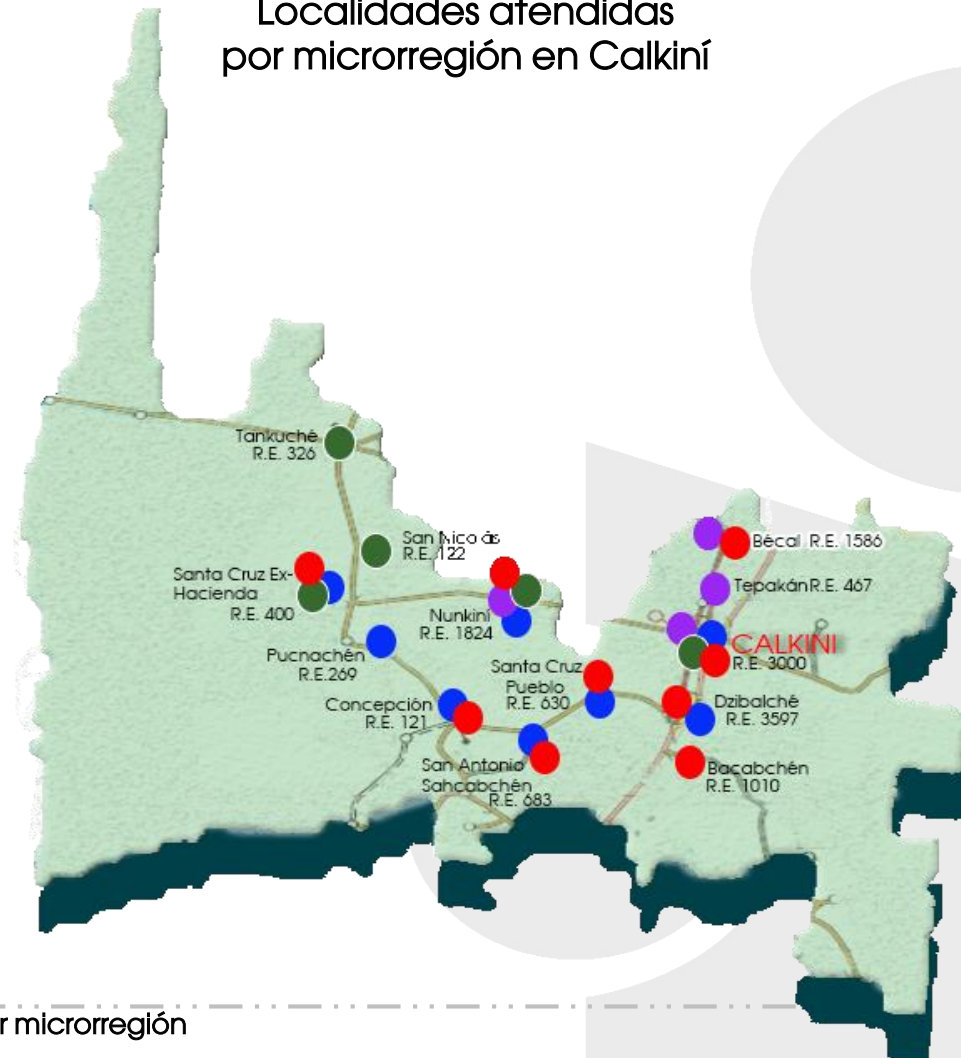 Localidades atendidas
por microrregión en Calkiní
Tankuché
R.E. 326
San Nicolás
R.E. 122
Santa Cruz Ex-
Hacienda
R.E. 400
Bécal R.E. 1586
Tepakán R.E. 467
Nunkiní
R.E. 1824
CALKINI
R.E. 3000
Pucnachén
R.E.269
Santa Cruz
Pueblo
R.E. 630
Concepción
R.E. 121
Dzibalché
R.E. 3597
San Antonio
Sahcabchén
R.E. 683
Bacabchén
R.E. 1010
r microrregión